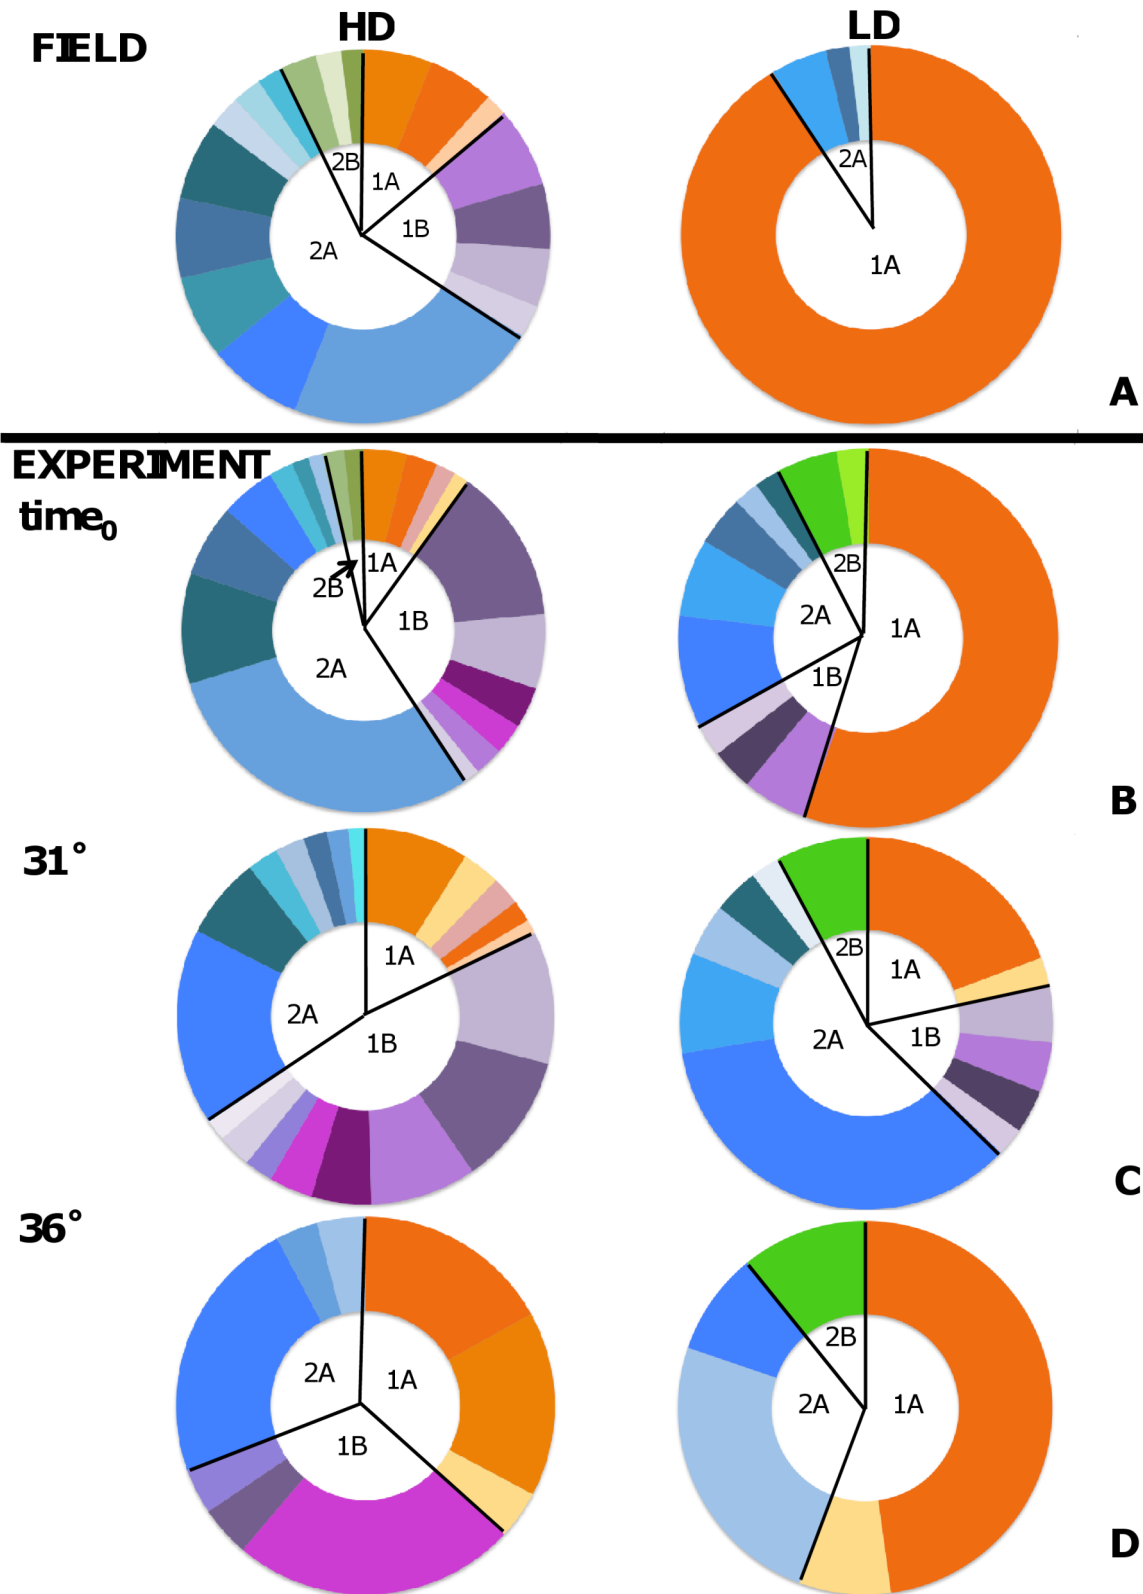 HD LD
FIELD
2B 1A 2A
1B
2A 1A
A
EXPERIMENT
time0
1A 2B
2B 1B 2A 1A
2A 1B
B
31°
1A 2B 1A
2A 1B 2A 1B
C
36°
2A 1A 2B
1B 2A 1A
D